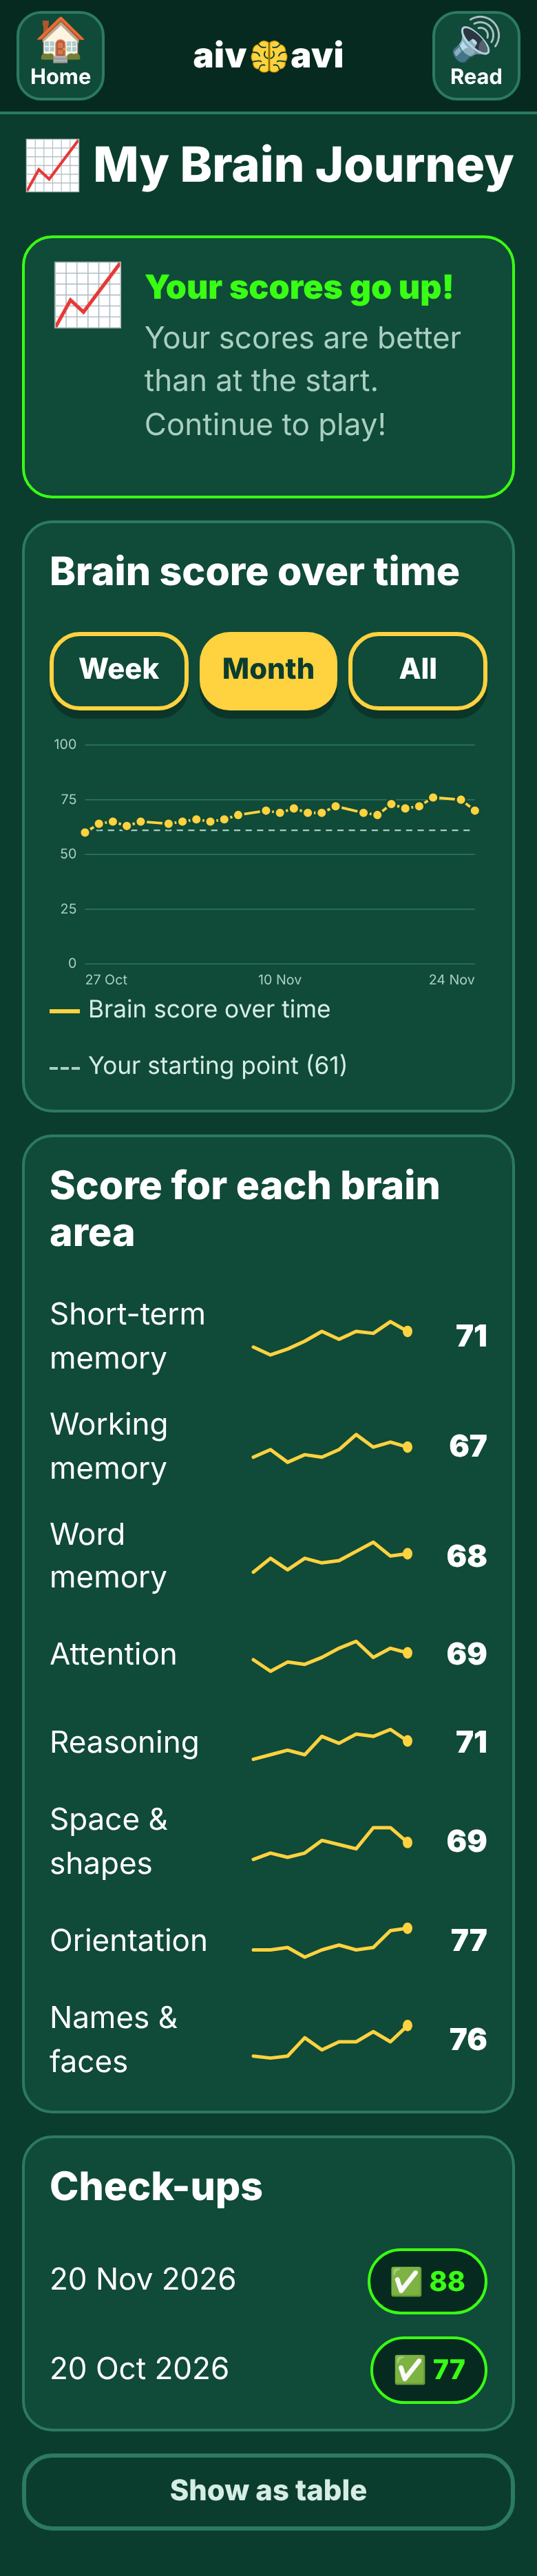 Home
aiv🧠avi
Read
My Brain Journey
Your scores go up!
Your scores are better
than at the start.
Continue to play!
Brain score over time
Week
Month
All
100
75
50
25
0
27 Oct
10 Nov
24 Nov
Brain score over time
Your starting point (61)
Score for each brain
area
Short-term
memory
71
Working
memory
67
Word
memory
68
Attention
69
Reasoning
71
Space &
shapes
69
Orientation
77
Names &
faces
76
Check-ups
20 Nov 2026
✅ 88
20 Oct 2026
✅ 77
Show as table